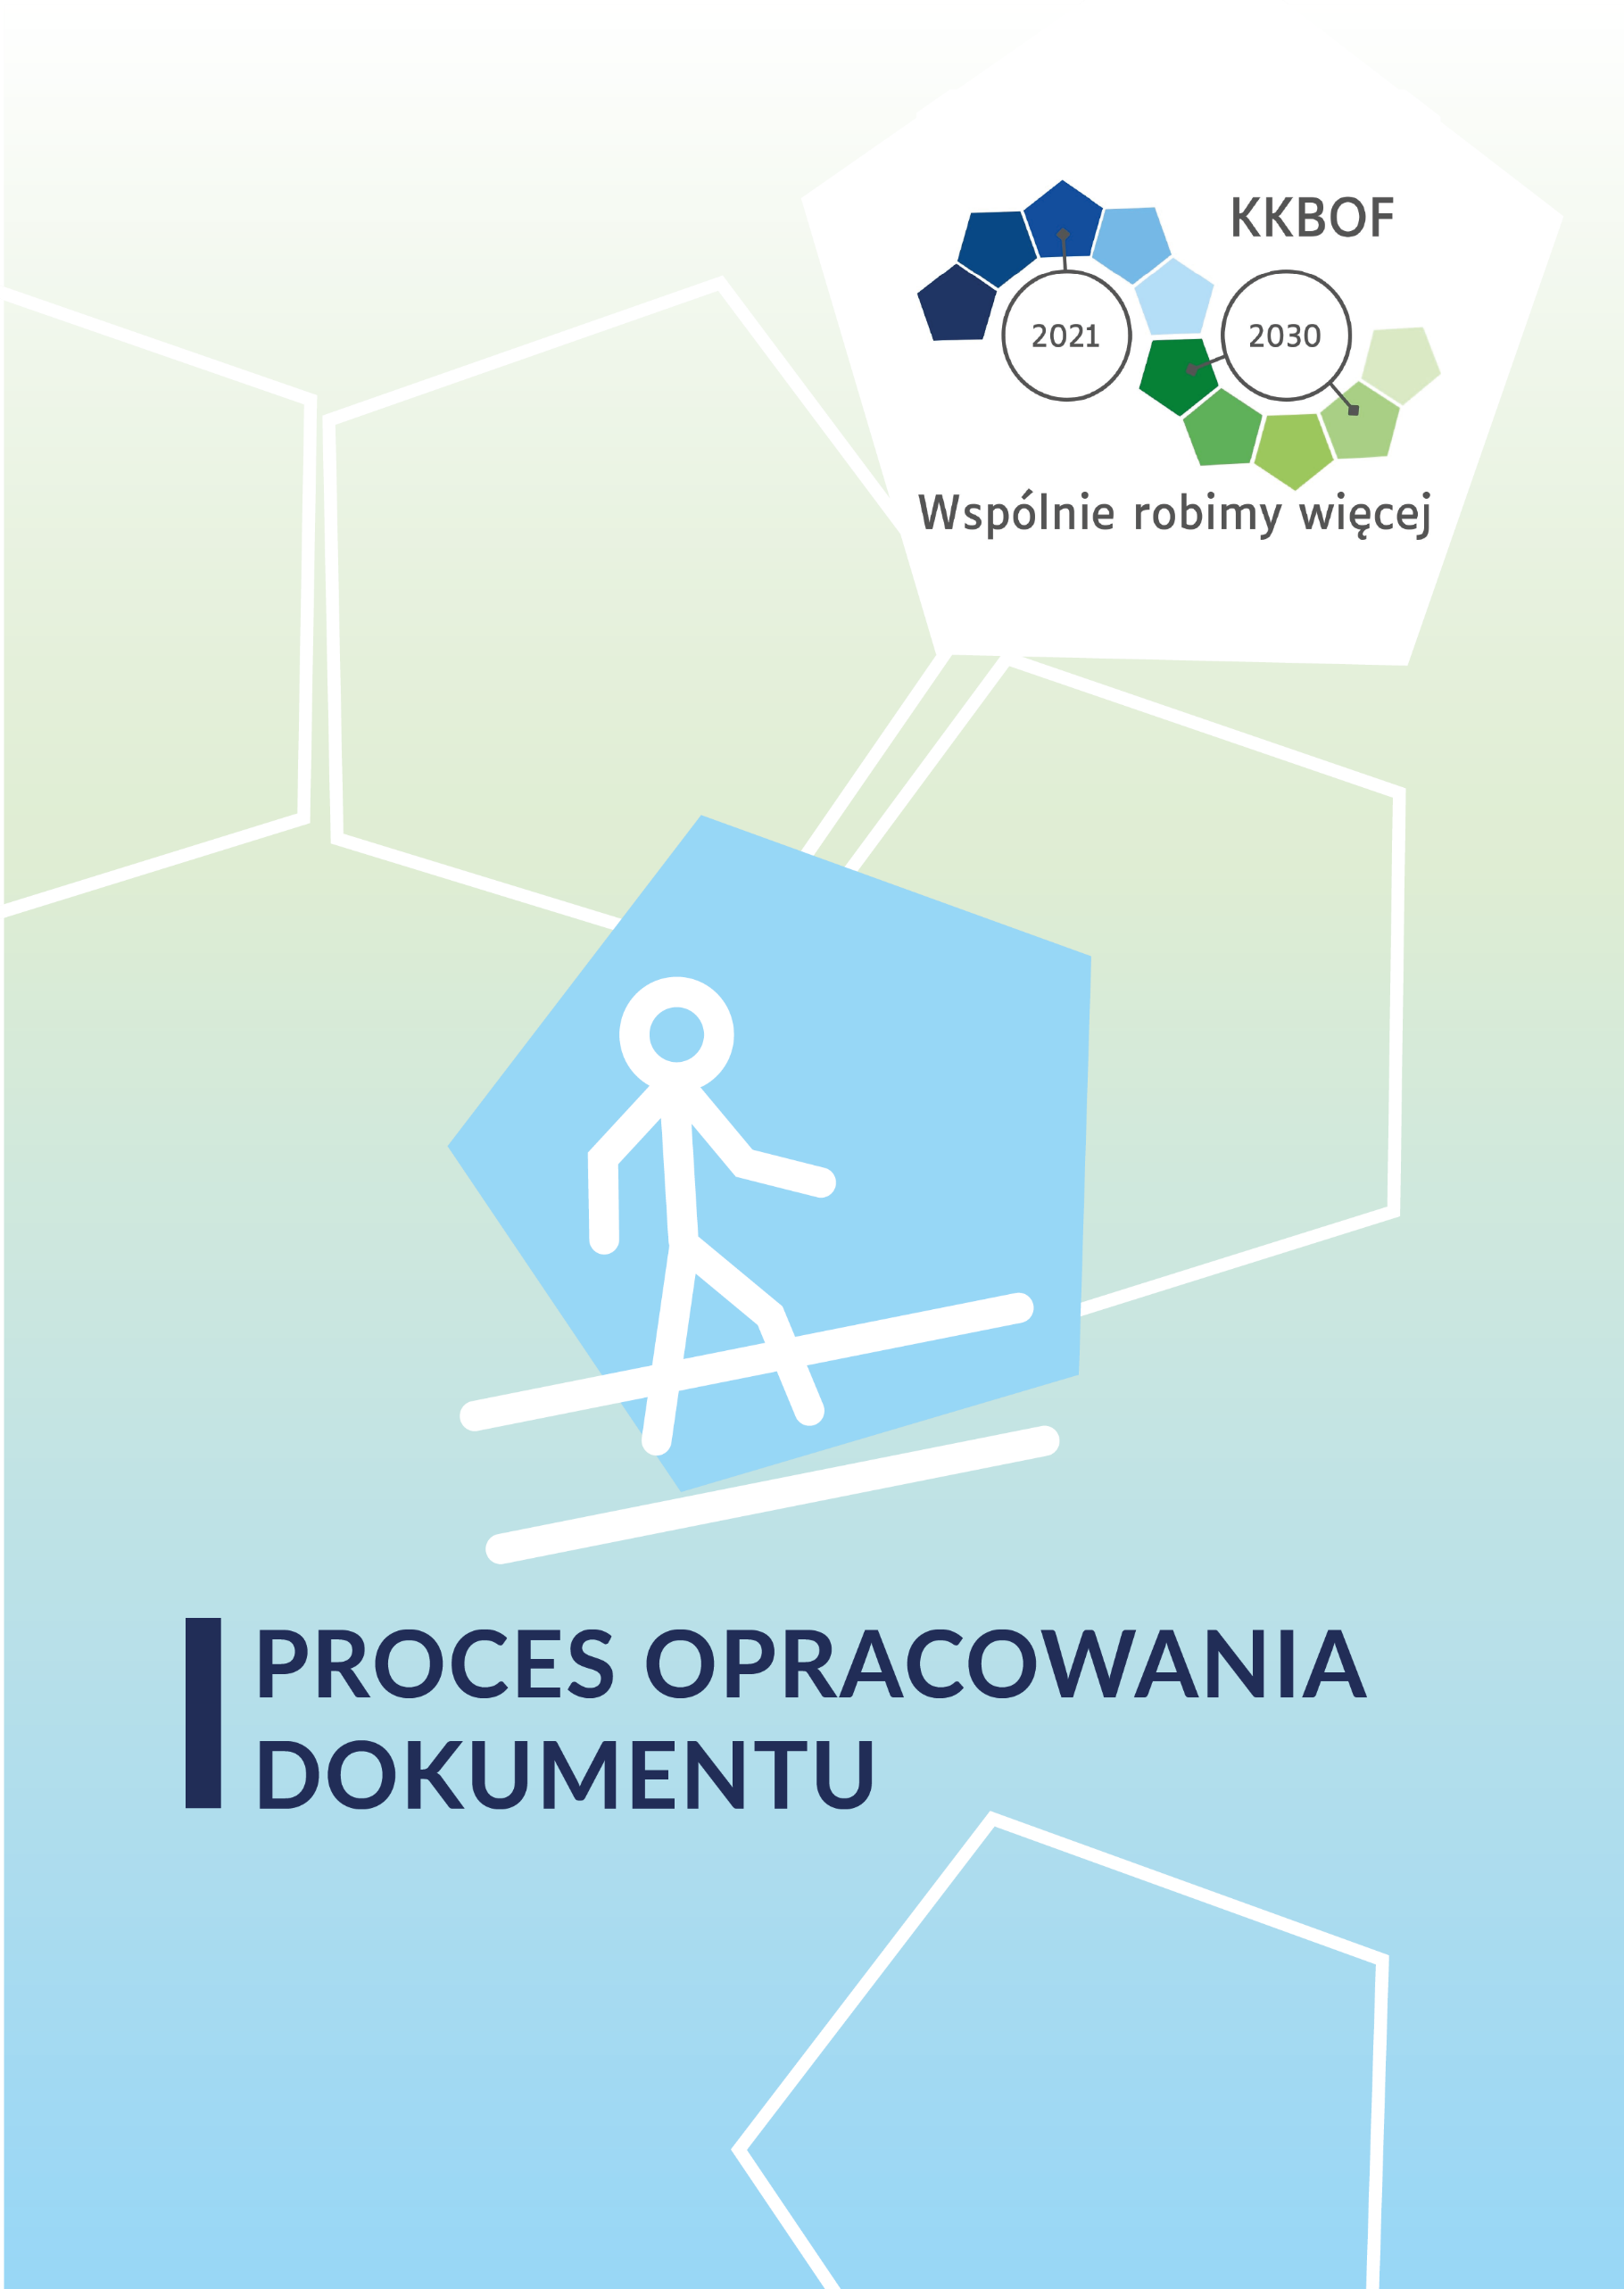 KKBOF
2021 2030
Wspólnie robimy więcej
PROCES OPRACOWANIA
DOKUMENTU